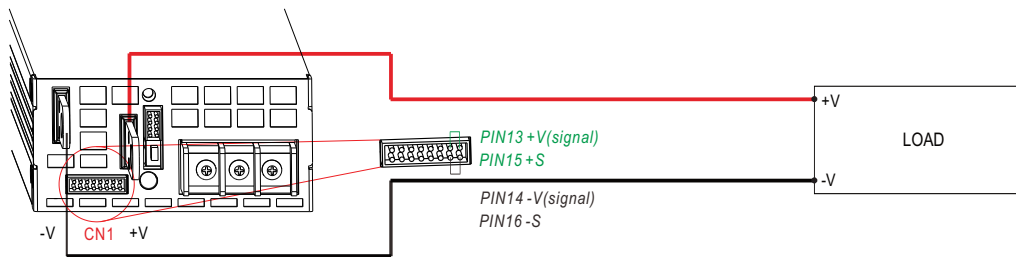 +V
PIN13 +V(signal)
PIN15 +S
LOAD
-V
PIN14 -V(signal)
PIN16 -S
-V CN1 +V